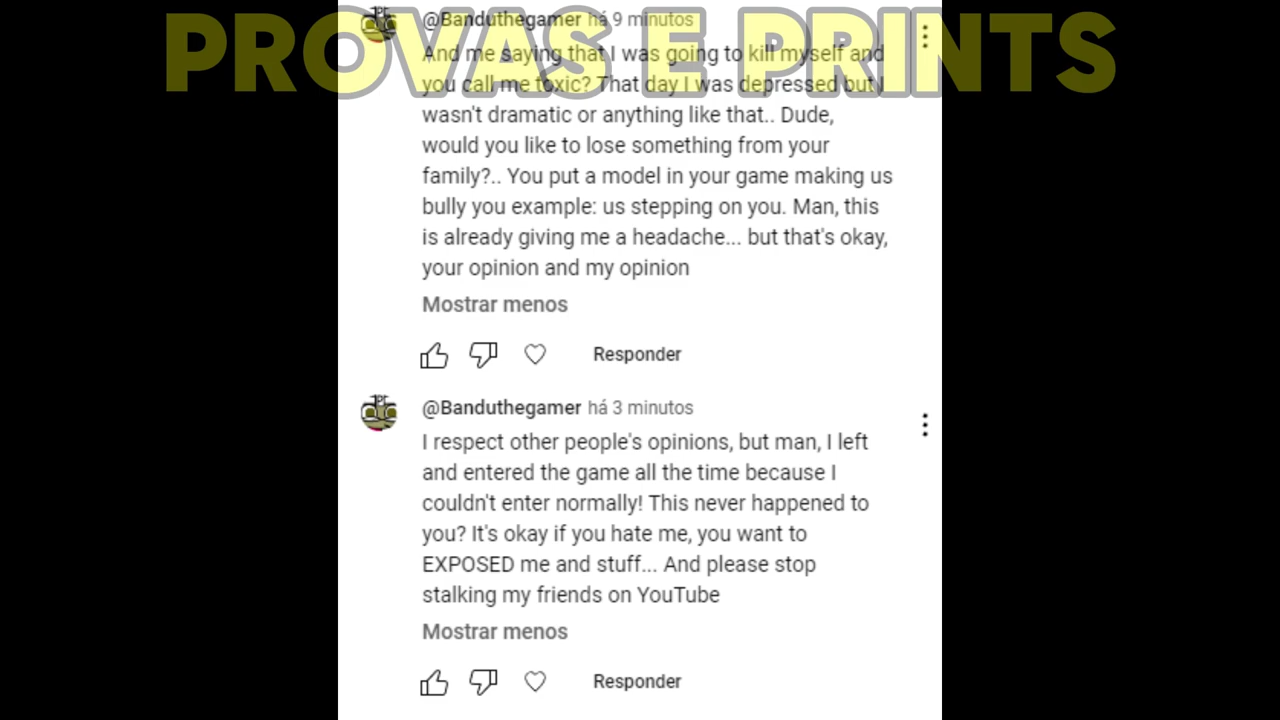 PROVAS E PRINTS
@Banduthegamer há 9 minutos
And me saying that I was going to kill myself and
you call me toxic? That day I was depressed but I
wasn't dramatic or anything like that.. Dude,
would you like to lose something from your
family?.. You put a model in your game making us
bully you example: us stepping on you. Man, this
is already giving me a headache... but that's okay,
your opinion and my opinion
Mostrar menos
Responder
@Banduthegamer há 3 minutos
I respect other people's opinions, but man, I left
and entered the game all the time because I
couldn't enter normally! This never happened to
you? It's okay if you hate me, you want to
EXPOSED me and stuff... And please stop
stalking my friends on YouTube
Mostrar menos
Responder